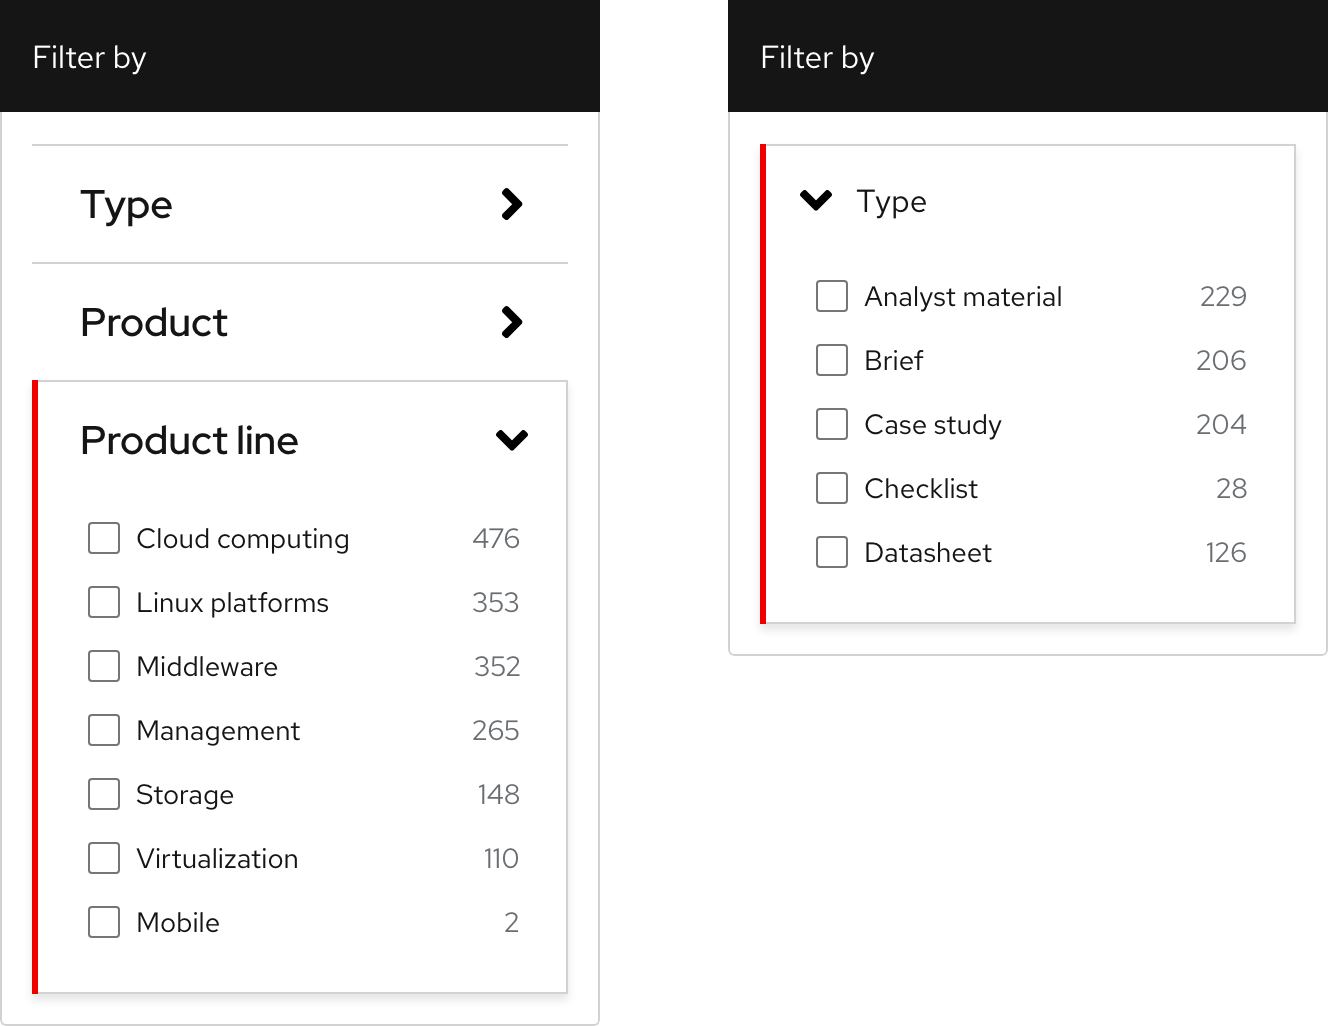 Filter by
Type
Product
Product line
Cloud computing 476
Linux platforms 353
Middleware 352
Management 265
Storage 148
Virtualization 110
Mobile 2
Filter by
Type
Analyst material 229
Brief 206
Case study 204
Checklist 28
Datasheet 126